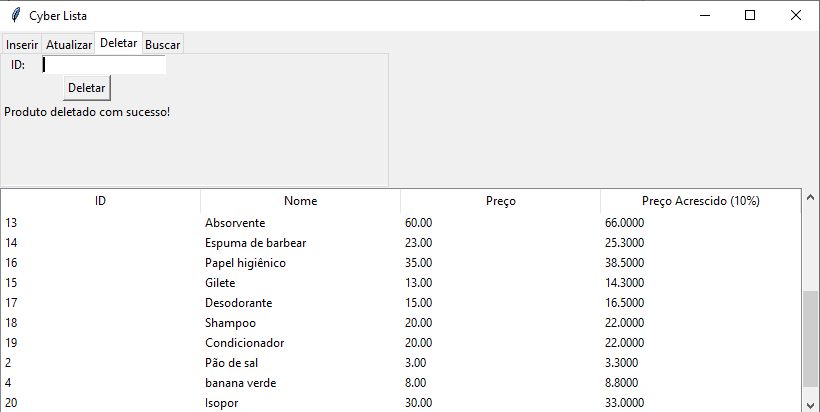 Cyber Lista
Inserir Atualizar Deletar Buscar
ID:
Deletar
Produto deletado com sucesso!
ID Nome Preço Preço Acrescido (10%)
13 Absorvente 60.00 66.0000
14 Espuma de barbear 23.00 25.3000
16 Papel higiênico 35.00 38.5000
15 Gilete 13.00 14.3000
17 Desodorante 15.00 16.5000
18 Shampoo 20.00 22.0000
19 Condicionador 20.00 22.0000
2 Pão de sal 3.00 3.3000
4 banana verde 8.00 8.8000
20 Isopor 30.00 33.0000